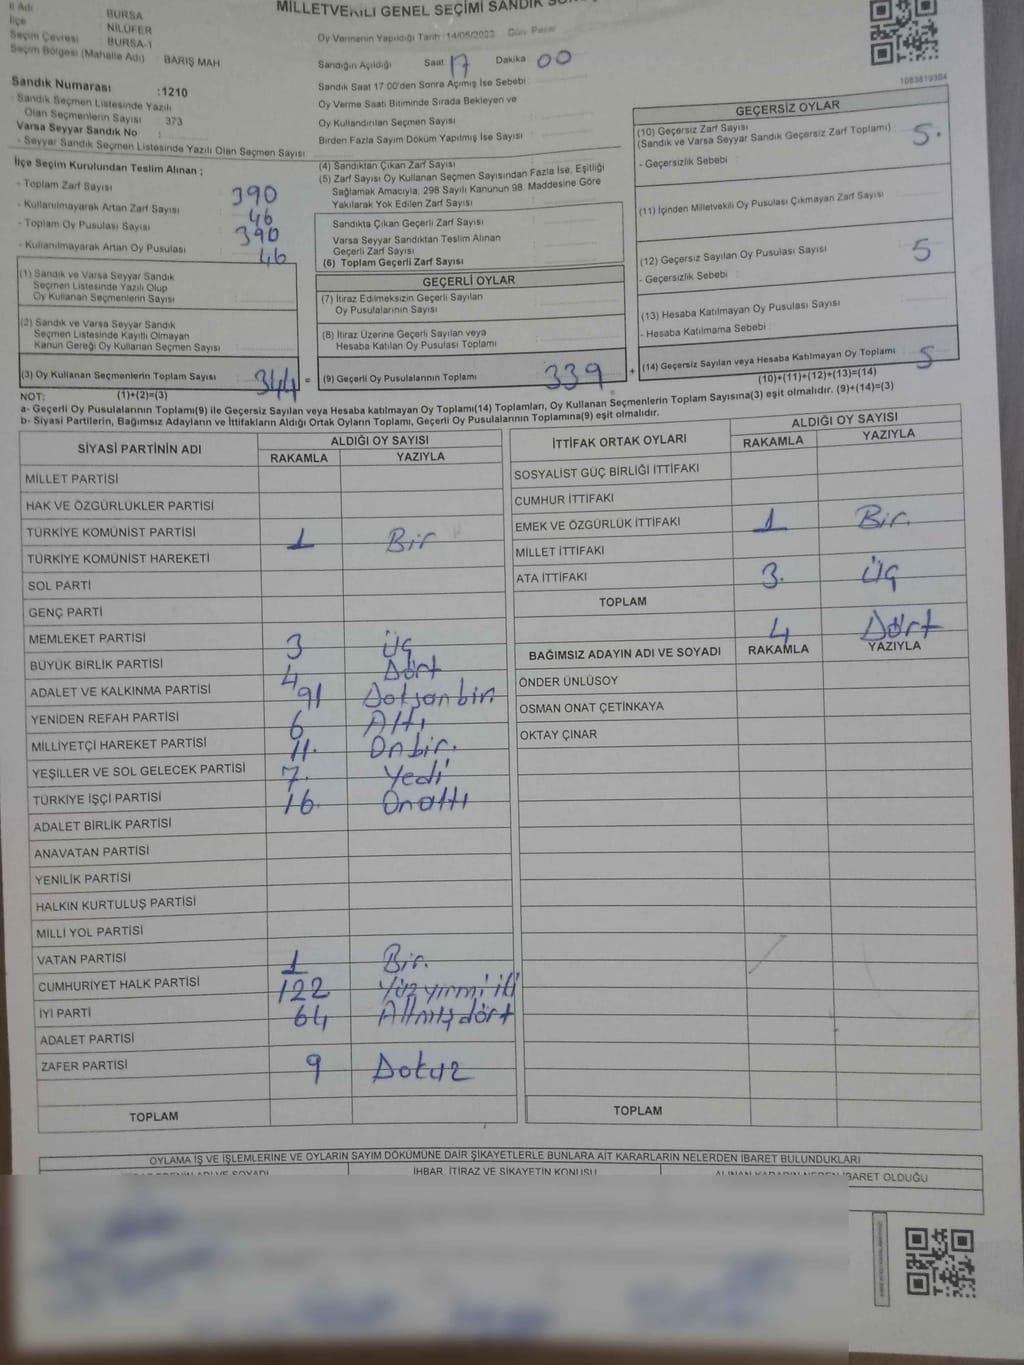 MİLLETVEKİLİ GENEL SEÇİMİ SANDIK
İl Adı BURSA
İlçe NİLÜFER
Seçim Çevresi BURSA-1
Seçim Bölgesi (Mahalle Adı) BARIŞ MAH
Sandık Numarası :1210
- Sandık Seçmen Listesinde Yazılı
Olan Seçmenlerin Sayısı : 373
Varsa Seyyar Sandık No :
- Seyyar Sandık Seçmen Listesinde Yazılı Olan Seçmen Sayısı :
Oy Vermenin Yapıldığı Tarih :14/05/2023 Gün: Pazar
Sandığın Açıldığı Saat 17 Dakika 00
Sandık Saat 17:00'den Sonra Açılmış İse Sebebi :
Oy Verme Saati Bitiminde Sırada Bekleyen ve
Oy Kullandırılan Seçmen Sayısı :
Birden Fazla Sayım Döküm Yapılmış İse Sayısı :
1083819304
İlçe Seçim Kurulundan Teslim Alınan ;
- Toplam Zarf Sayısı 390
- Kullanılmayarak Artan Zarf Sayısı 46
- Toplam Oy Pusulası Sayısı 390
- Kullanılmayarak Artan Oy Pusulası 46
(1) Sandık ve Varsa Seyyar Sandık
Seçmen Listesinde Yazılı Olup
Oy Kullanan Seçmenlerin Sayısı :
(2) Sandık ve Varsa Seyyar Sandık
Seçmen Listesinde Kayıtlı Olmayan
Kanun Gereği Oy Kullanan Seçmen Sayısı :
(3) Oy Kullanan Seçmenlerin Toplam Sayısı : 344 =
(4) Sandıktan Çıkan Zarf Sayısı
(5) Zarf Sayısı Oy Kullanan Seçmen Sayısından Fazla İse, Eşitliği
Sağlamak Amacıyla, 298 Sayılı Kanunun 98. Maddesine Göre
Yakılarak Yok Edilen Zarf Sayısı :
Sandıkta Çıkan Geçerli Zarf Sayısı :
Varsa Seyyar Sandıktan Teslim Alınan
Geçerli Zarf Sayısı :
(6) Toplam Geçerli Zarf Sayısı :
GEÇERLİ OYLAR
(7) İtiraz Edilmeksizin Geçerli Sayılan
Oy Pusulalarının Sayısı :
(8) İtiraz Üzerine Geçerli Sayılan veya
Hesaba Katılan Oy Pusulası Toplamı :
(9) Geçerli Oy Pusulalarının Toplamı : 339 +
GEÇERSİZ OYLAR
(10) Geçersiz Zarf Sayısı
(Sandık ve Varsa Seyyar Sandık Geçersiz Zarf Toplamı) : 5.
- Geçersizlik Sebebi :
(11) İçinden Milletvekili Oy Pusulası Çıkmayan Zarf Sayısı :
(12) Geçersiz Sayılan Oy Pusulası Sayısı : 5
- Geçersizlik Sebebi :
(13) Hesaba Katılmayan Oy Pusulası Sayısı :
- Hesaba Katılmama Sebebi :
(14) Geçersiz Sayılan veya Hesaba Katılmayan Oy Toplamı : 5
NOT: (1)+(2)=(3) (10)+(11)+(12)+(13)=(14)
a- Geçerli Oy Pusulalarının Toplamı(9) ile Geçersiz Sayılan veya Hesaba katılmayan Oy Toplamı(14) Toplamları, Oy Kullanan Seçmenlerin Toplam Sayısına(3) eşit olmalıdır. (9)+(14)=(3)
b- Siyasi Partilerin, Bağımsız Adayların ve İttifakların Aldığı Ortak Oyların Toplamı, Geçerli Oy Pusulalarının Toplamına(9) eşit olmalıdır.
SİYASİ PARTİNİN ADI ALDIĞI OY SAYISI
RAKAMLA YAZIYLA
MİLLET PARTİSİ
HAK VE ÖZGÜRLÜKLER PARTİSİ
TÜRKİYE KOMÜNİST PARTİSİ 1 Bir
TÜRKİYE KOMÜNİST HAREKETİ
SOL PARTİ
GENÇ PARTİ
MEMLEKET PARTİSİ 3 Üç
BÜYÜK BİRLİK PARTİSİ 4 Dört
ADALET VE KALKINMA PARTİSİ 91 Doksanbir
YENİDEN REFAH PARTİSİ 6 Altı
MİLLİYETÇİ HAREKET PARTİSİ 11. Onbir.
YEŞİLLER VE SOL GELECEK PARTİSİ 7. Yedi
TÜRKİYE İŞÇİ PARTİSİ 16. Onaltı
ADALET BİRLİK PARTİSİ
ANAVATAN PARTİSİ
YENİLİK PARTİSİ
HALKIN KURTULUŞ PARTİSİ
MİLLİ YOL PARTİSİ
VATAN PARTİSİ 1 Bir.
CUMHURİYET HALK PARTİSİ 122 Yüzyirmiiki
İYİ PARTİ 64 Altmışdört
ADALET PARTİSİ
ZAFER PARTİSİ 9 Dokuz
TOPLAM
İTTİFAK ORTAK OYLARI ALDIĞI OY SAYISI
RAKAMLA YAZIYLA
SOSYALİST GÜÇ BİRLİĞİ İTTİFAKI
CUMHUR İTTİFAKI
EMEK VE ÖZGÜRLÜK İTTİFAKI 1 Bir.
MİLLET İTTİFAKI
ATA İTTİFAKI 3. Üç
TOPLAM 4 Dört
BAĞIMSIZ ADAYIN ADI VE SOYADI RAKAMLA YAZIYLA
ÖNDER ÜNLÜSOY
OSMAN ONAT ÇETİNKAYA
OKTAY ÇINAR
TOPLAM
OYLAMA İŞ VE İŞLEMLERİNE VE OYLARIN SAYIM DÖKÜMÜNE DAİR ŞİKAYETLERLE BUNLARA AİT KARARLARIN NELERDEN İBARET BULUNDUKLARI
İHBAR, İTİRAZ VE ŞİKAYETİN KONUSU ALINAN KARARIN NEDEN İBARET OLDUĞU